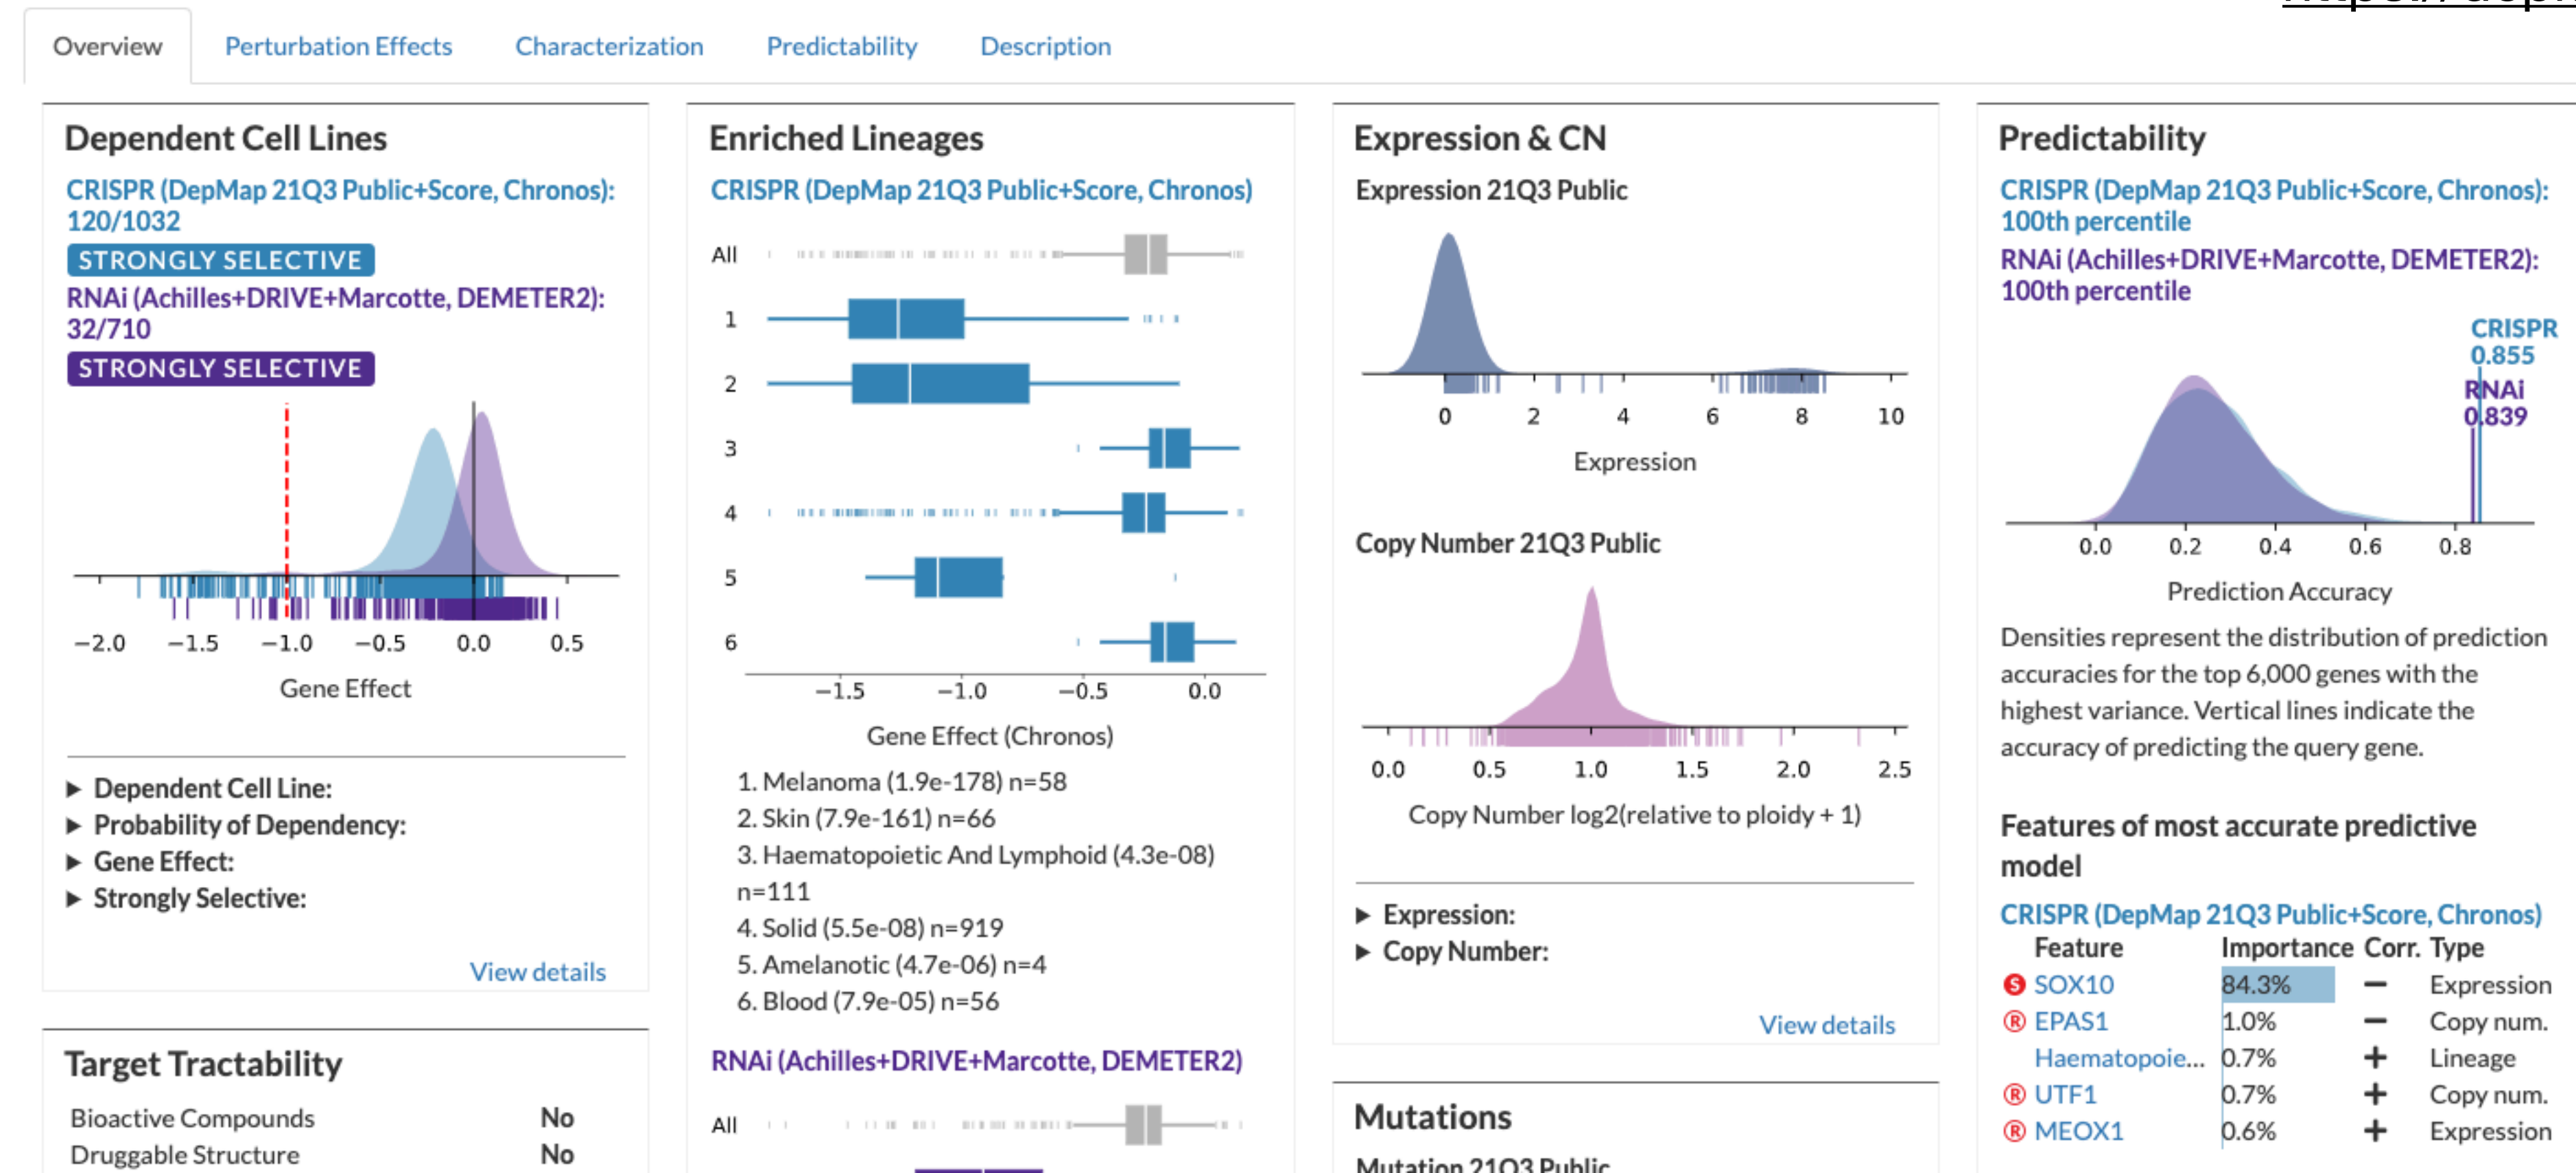 Overview
Perturbation Effects
Characterization
Predictability
Description
Dependent Cell Lines
CRISPR (DepMap 21Q3 Public+Score, Chronos):
120/1032
STRONGLY SELECTIVE
RNAi (Achilles+DRIVE+Marcotte, DEMETER2):
32/710
STRONGLY SELECTIVE
−2.0 −1.5 −1.0 −0.5 0.0 0.5
Gene Effect
▶ Dependent Cell Line:
▶ Probability of Dependency:
▶ Gene Effect:
▶ Strongly Selective:
View details
Target Tractability
Bioactive Compounds No
Druggable Structure No
Enriched Lineages
CRISPR (DepMap 21Q3 Public+Score, Chronos)
All
1
2
3
4
5
6
−1.5 −1.0 −0.5 0.0
Gene Effect (Chronos)
1. Melanoma (1.9e-178) n=58
2. Skin (7.9e-161) n=66
3. Haematopoietic And Lymphoid (4.3e-08)
n=111
4. Solid (5.5e-08) n=919
5. Amelanotic (4.7e-06) n=4
6. Blood (7.9e-05) n=56
RNAi (Achilles+DRIVE+Marcotte, DEMETER2)
All
Expression & CN
Expression 21Q3 Public
0 2 4 6 8 10
Expression
Copy Number 21Q3 Public
0.0 0.5 1.0 1.5 2.0 2.5
Copy Number log2(relative to ploidy + 1)
▶ Expression:
▶ Copy Number:
View details
Mutations
Mutation 21Q3 Public
Predictability
CRISPR (DepMap 21Q3 Public+Score, Chronos):
100th percentile
RNAi (Achilles+DRIVE+Marcotte, DEMETER2):
100th percentile
CRISPR
0.855
RNAi
0.839
0.0 0.2 0.4 0.6 0.8
Prediction Accuracy
Densities represent the distribution of prediction
accuracies for the top 6,000 genes with the
highest variance. Vertical lines indicate the
accuracy of predicting the query gene.
Features of most accurate predictive
model
CRISPR (DepMap 21Q3 Public+Score, Chronos)
Feature Importance Corr. Type
S SOX10 84.3% − Expression
R EPAS1 1.0% − Copy num.
Haematopoie... 0.7% + Lineage
R UTF1 0.7% + Copy num.
R MEOX1 0.6% + Expression